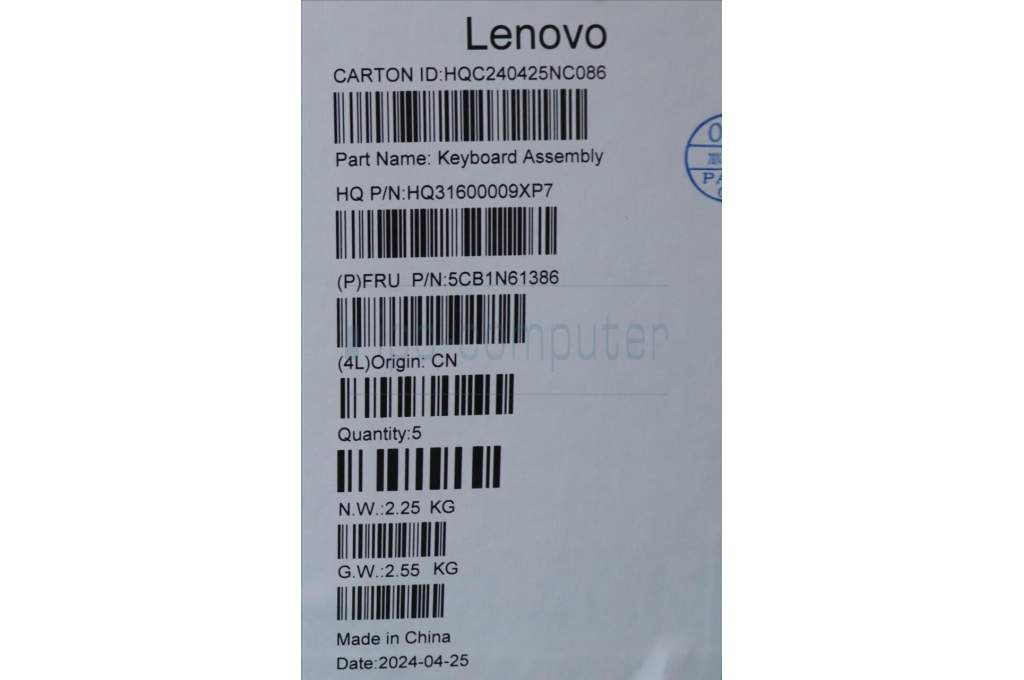 Lenovo
CARTON ID:HQC240425NC086
Part Name: Keyboard Assembly
HQ P/N:HQ31600009XP7
(P)FRU P/N:5CB1N61386
computer
(4L)Origin: CN
Quantity:5
N.W.:2.25 KG
G.W.:2.55 KG
Made in China
Date:2024-04-25